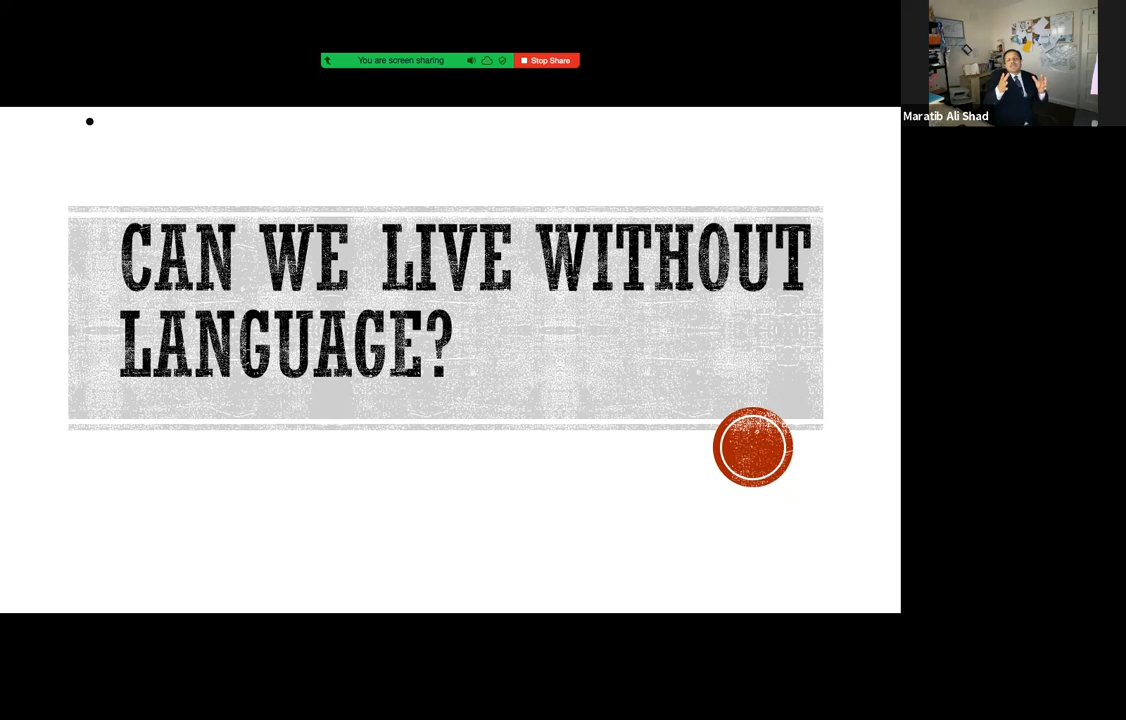 You are screen sharing
Stop Share
Maratib Ali Shad
CAN WE LIVE WITHOUT
LANGUAGE?